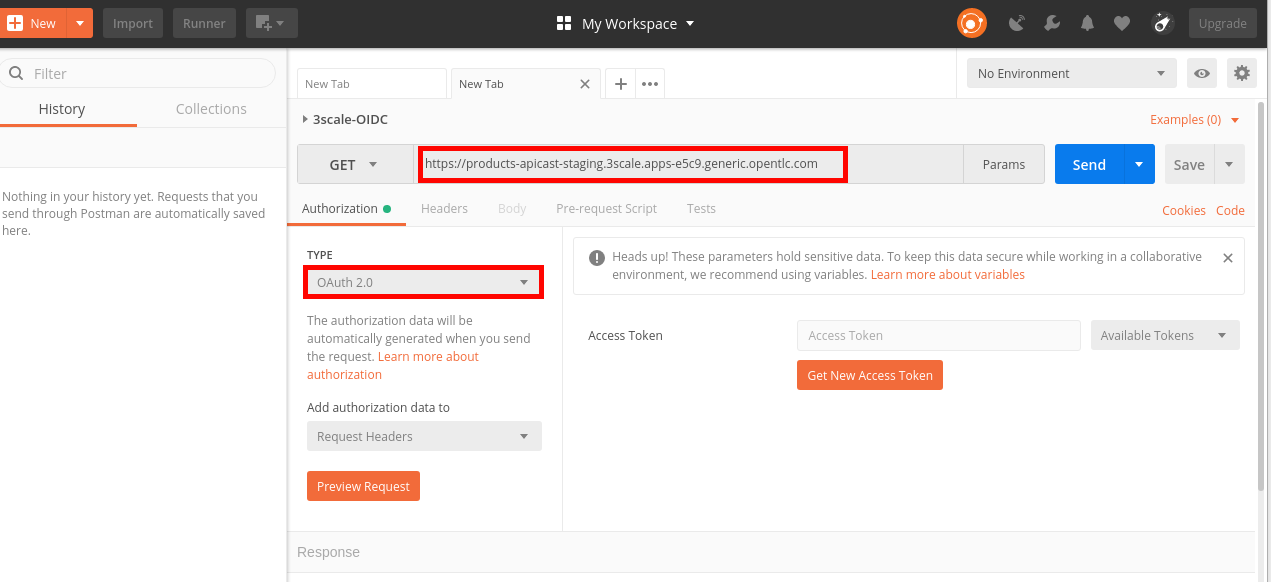 New
Import
Runner
My Workspace
Upgrade
Filter
History
Collections
Nothing in your history yet. Requests that you
send through Postman are automatically saved
here.
New Tab
New Tab
No Environment
3scale-OIDC
Examples (0)
GET
https://products-apicast-staging.3scale.apps-e5c9.generic.opentlc.com
Params
Send
Save
Authorization
Headers
Body
Pre-request Script
Tests
Cookies
Code
TYPE
OAuth 2.0
The authorization data will be
automatically generated when you send
the request. Learn more about
authorization
Add authorization data to
Request Headers
Preview Request
Heads up! These parameters hold sensitive data. To keep this data secure while working in a collaborative
environment, we recommend using variables. Learn more about variables
Access Token
Access Token
Available Tokens
Get New Access Token
Response